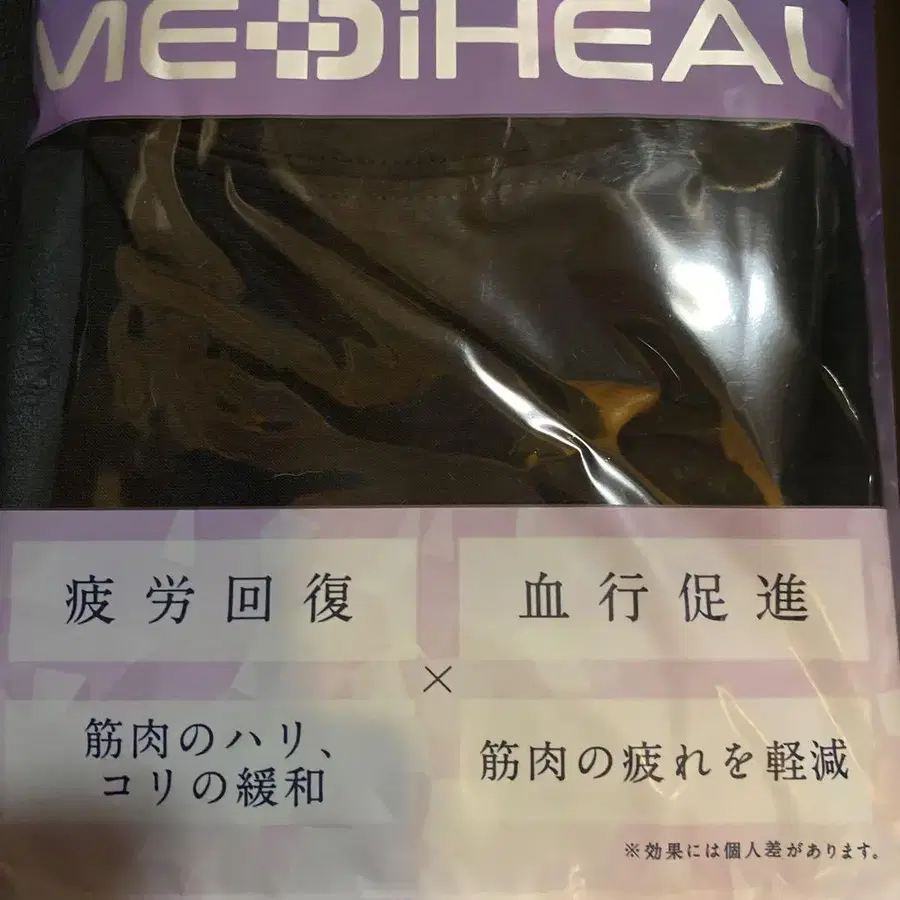 MEDiHEAL
疲労回復
血行促進
×
筋肉のハリ、
コリの緩和
筋肉の疲れを軽減
※効果には個人差があります。